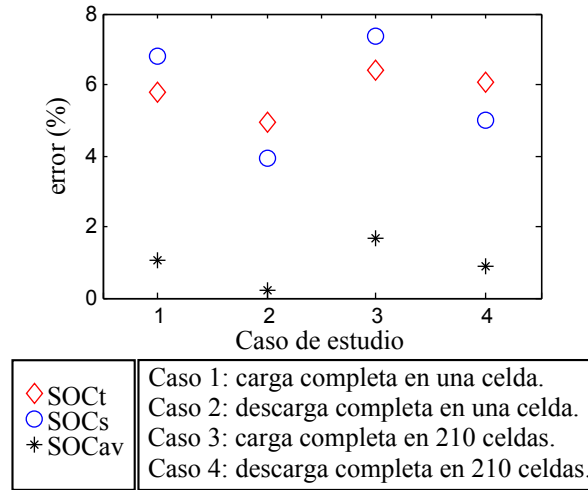 8
6
4
2
0
error (%)
1 2 3 4
Caso de estudio
SOCt
SOCs
SOCav
Caso 1: carga completa en una celda.
Caso 2: descarga completa en una celda.
Caso 3: carga completa en 210 celdas.
Caso 4: descarga completa en 210 celdas.